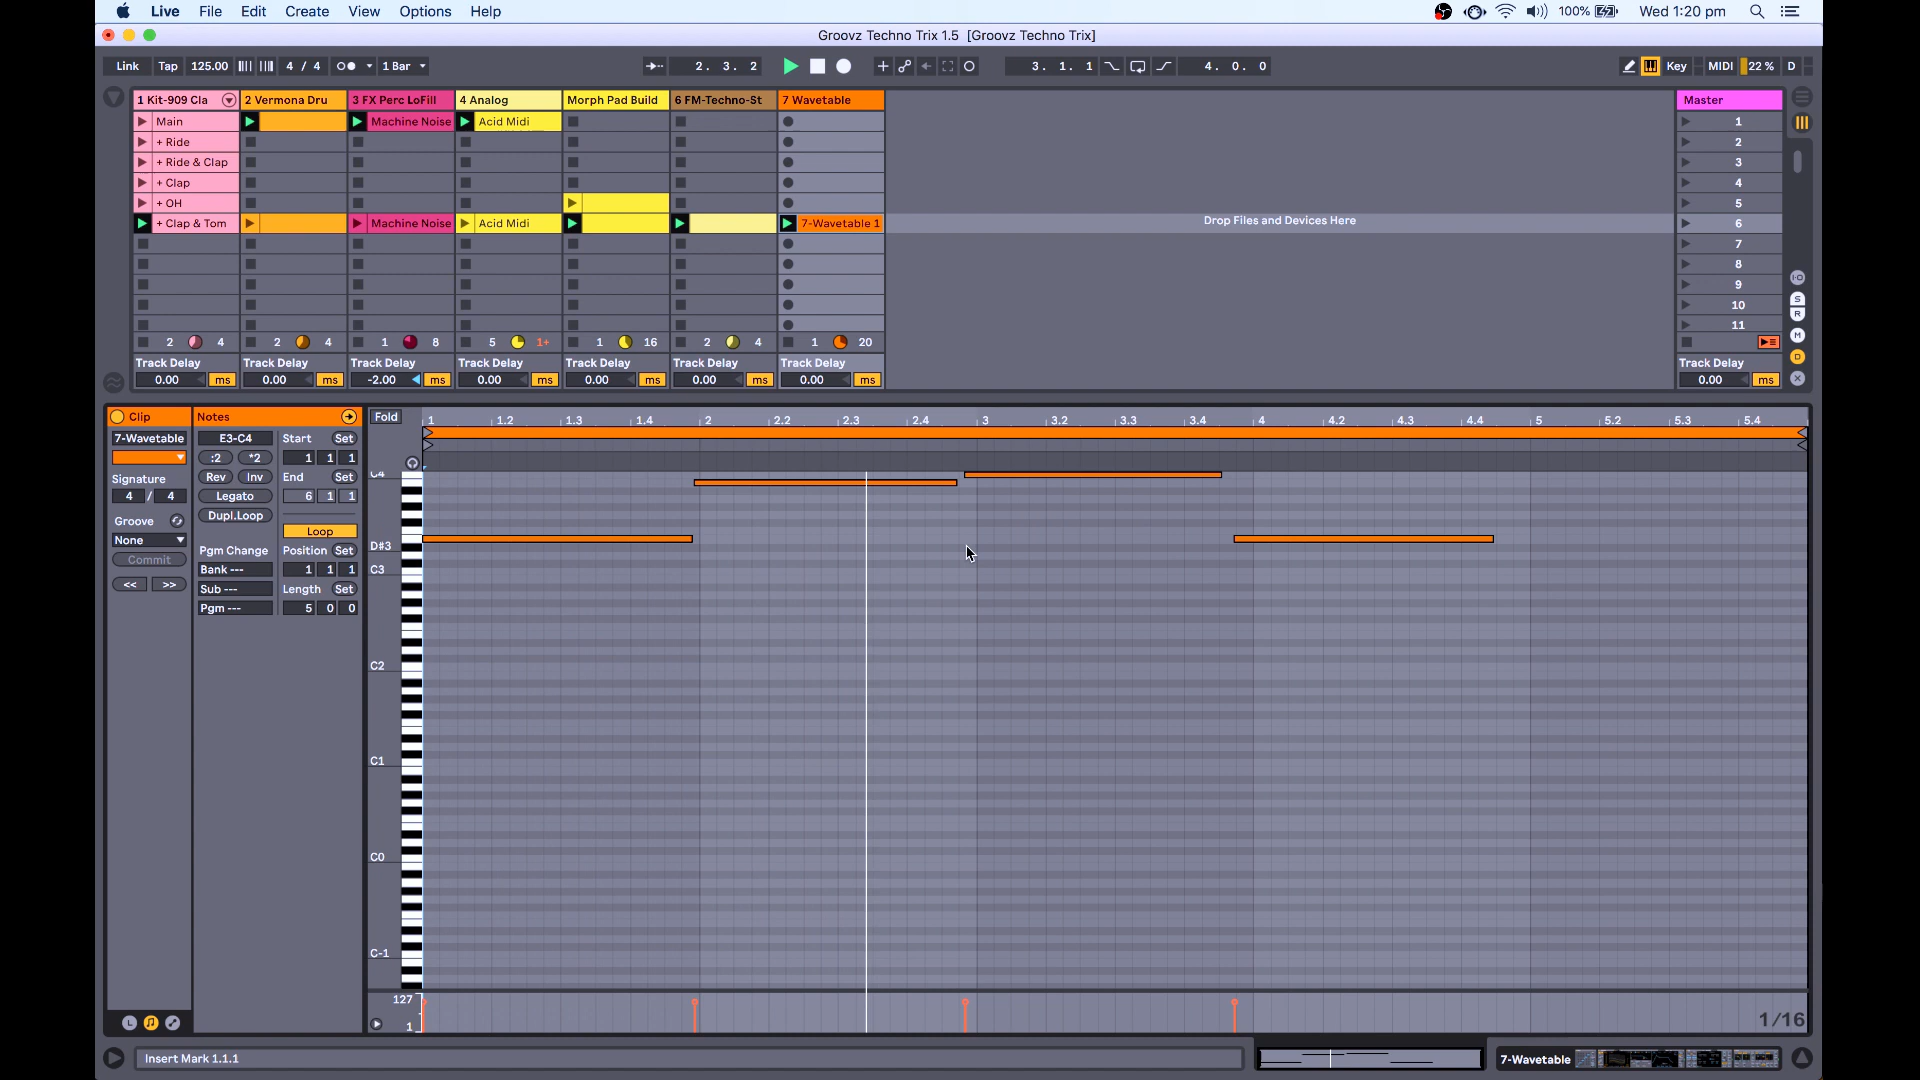 Live File Edit Create View Options Help 100% Wed 1:20 pm
Groovz Techno Trix 1.5 [Groovz Techno Trix]
Link Tap 125.00 4 / 4 1 Bar 2. 3. 2 3. 1. 1 4. 0. 0 Key MIDI 22 % D
1 Kit-909 Cla 2 Vermona Dru 3 FX Perc LoFill 4 Analog Morph Pad Build 6 FM-Techno-St 7 Wavetable Master
Main Machine Noise Acid Midi 1
+ Ride 2
+ Ride & Clap 3
+ Clap 4
+ OH 5
+ Clap & Tom Machine Noise Acid Midi 7-Wavetable 1 Drop Files and Devices Here 6
7
8
9
10
11
2 4 2 4 1 8 5 1+ 1 16 2 4 1 20
Track Delay Track Delay Track Delay Track Delay Track Delay Track Delay Track Delay Track Delay
0.00 ms 0.00 ms -2.00 ms 0.00 ms 0.00 ms 0.00 ms 0.00 ms 0.00 ms
I·O
S
R
M
D
X
Clip Notes Fold 1 1.2 1.3 1.4 2 2.2 2.3 2.4 3 3.2 3.3 3.4 4 4.2 4.3 4.4 5 5.2 5.3 5.4
7-Wavetable E3-C4 Start Set
:2 *2 1 1 1
Signature Rev Inv End Set
4 / 4 Legato 6 1 1
Groove Dupl.Loop
None Loop
Commit Pgm Change Position Set
Bank --- 1 1 1
<< >> Sub --- Length Set
Pgm --- 5 0 0
C4
D#3
C3
C2
C1
C0
C-1
127
1 1/16
L
Insert Mark 1.1.1 7-Wavetable